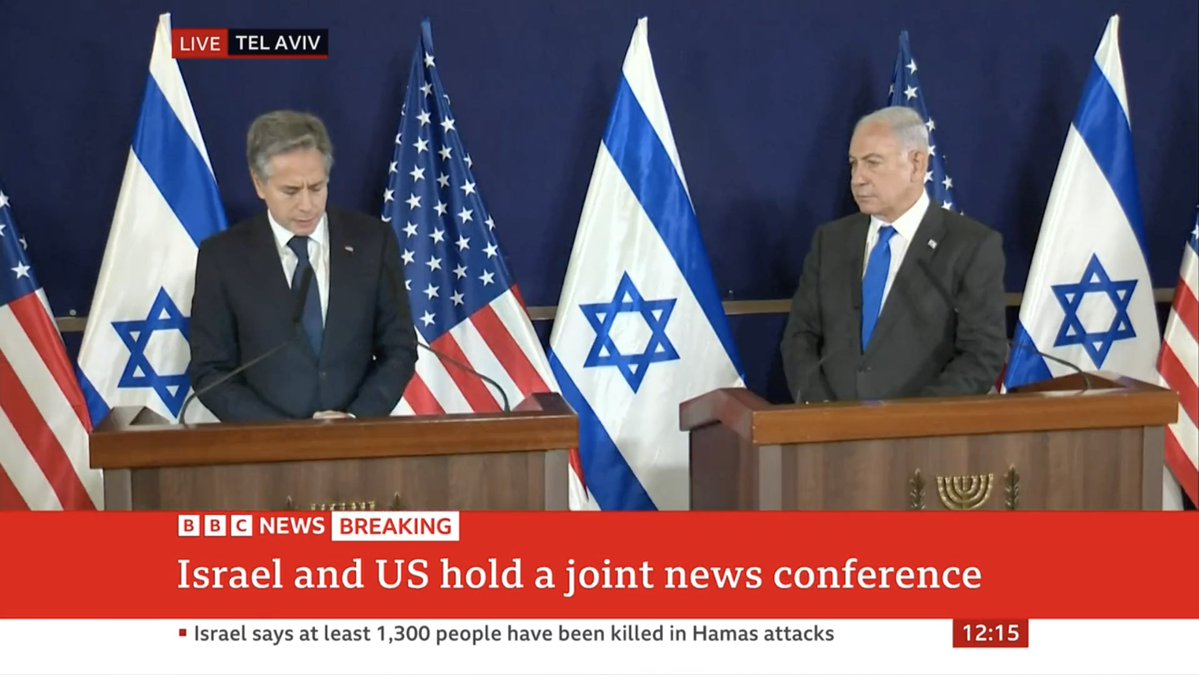 LIVE TEL AVIV
BBC NEWS BREAKING
Israel and US hold a joint news conference
Israel says at least 1,300 people have been killed in Hamas attacks
12:15